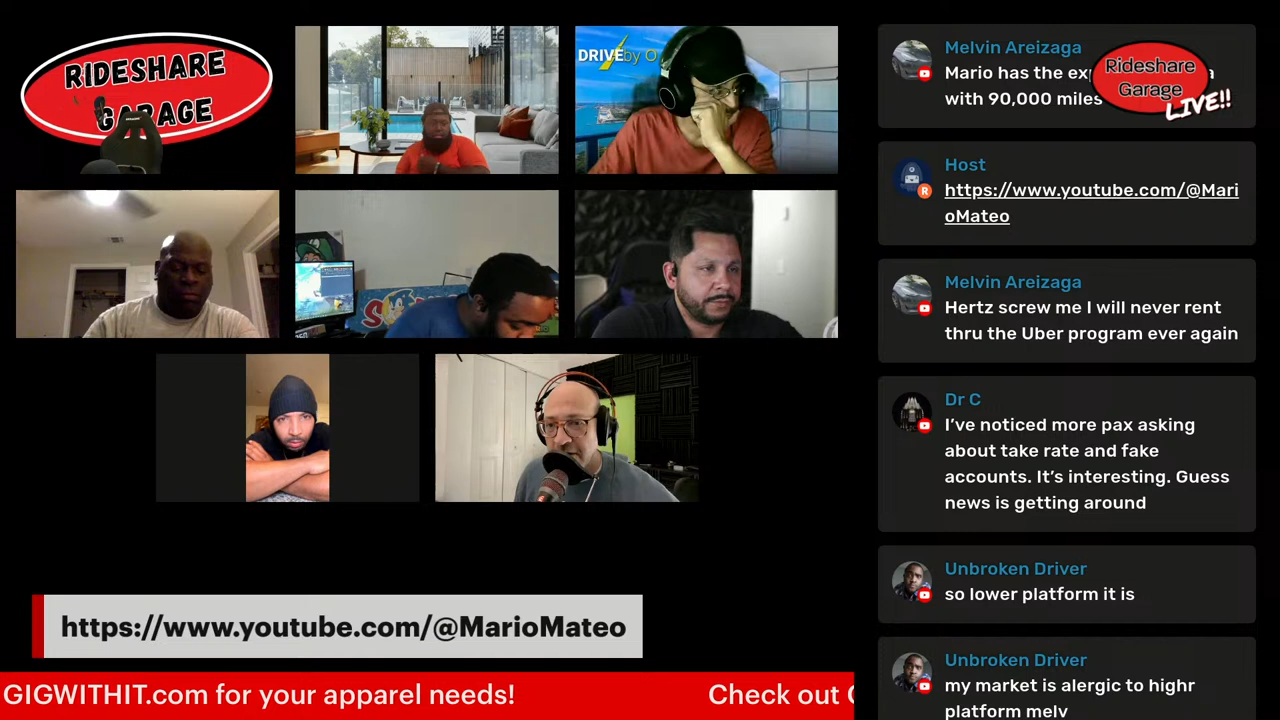 RIDESHARE
GARAGE
DRIVE by O
Melvin Areizaga
Mario has the
with 90,000 miles
Rideshare
Garage
LIVE!!
Host
https://www.youtube.com/@Mari
oMateo
Melvin Areizaga
Hertz screw me I will never rent
thru the Uber program ever again
Dr C
I've noticed more pax asking
about take rate and fake
accounts. It's interesting. Guess
news is getting around
Unbroken Driver
so lower platform it is
Unbroken Driver
my market is alergic to highr
platform melv
https://www.youtube.com/@MarioMateo
GIGWITHIT.com for your apparel needs!
Check out